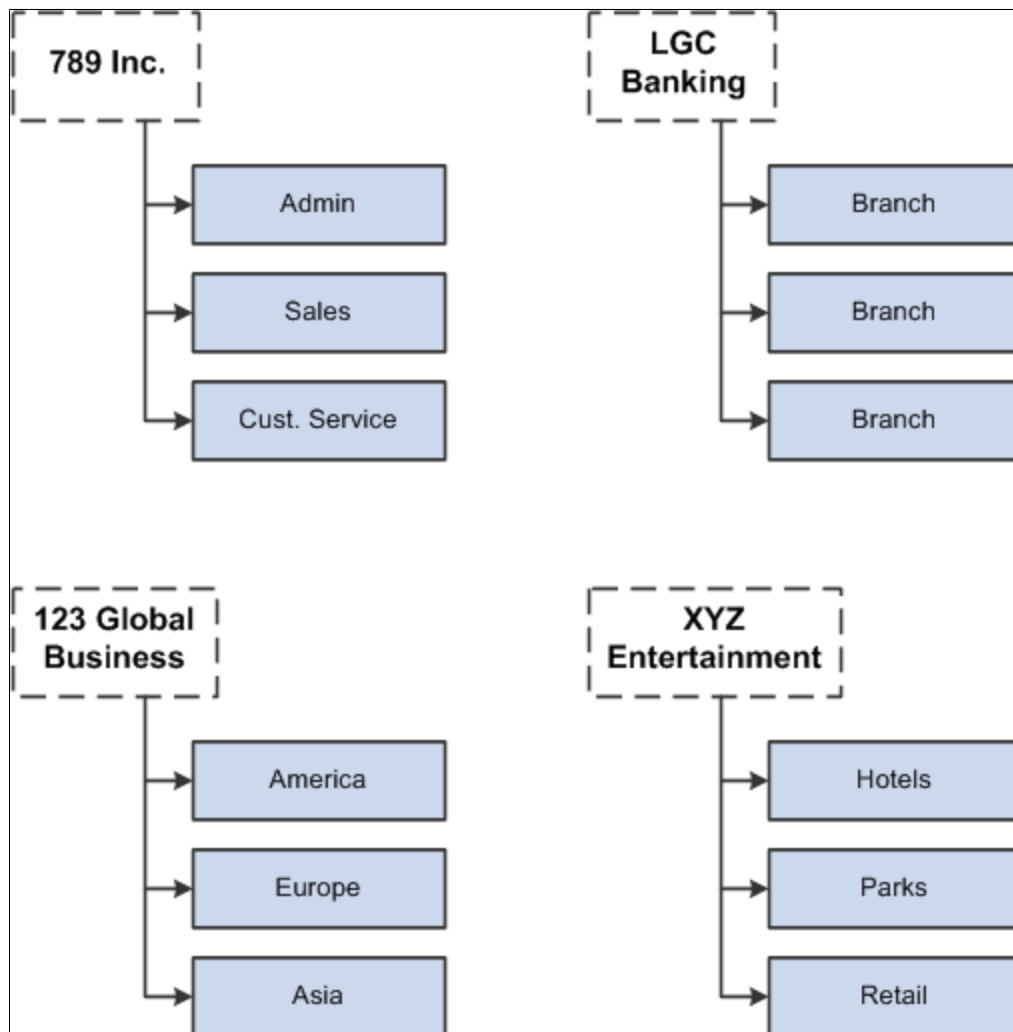 789 Inc.
Admin
Sales
Cust. Service
LGC
Banking
Branch
Branch
Branch
123 Global
Business
America
Europe
Asia
XYZ
Entertainment
Hotels
Parks
Retail